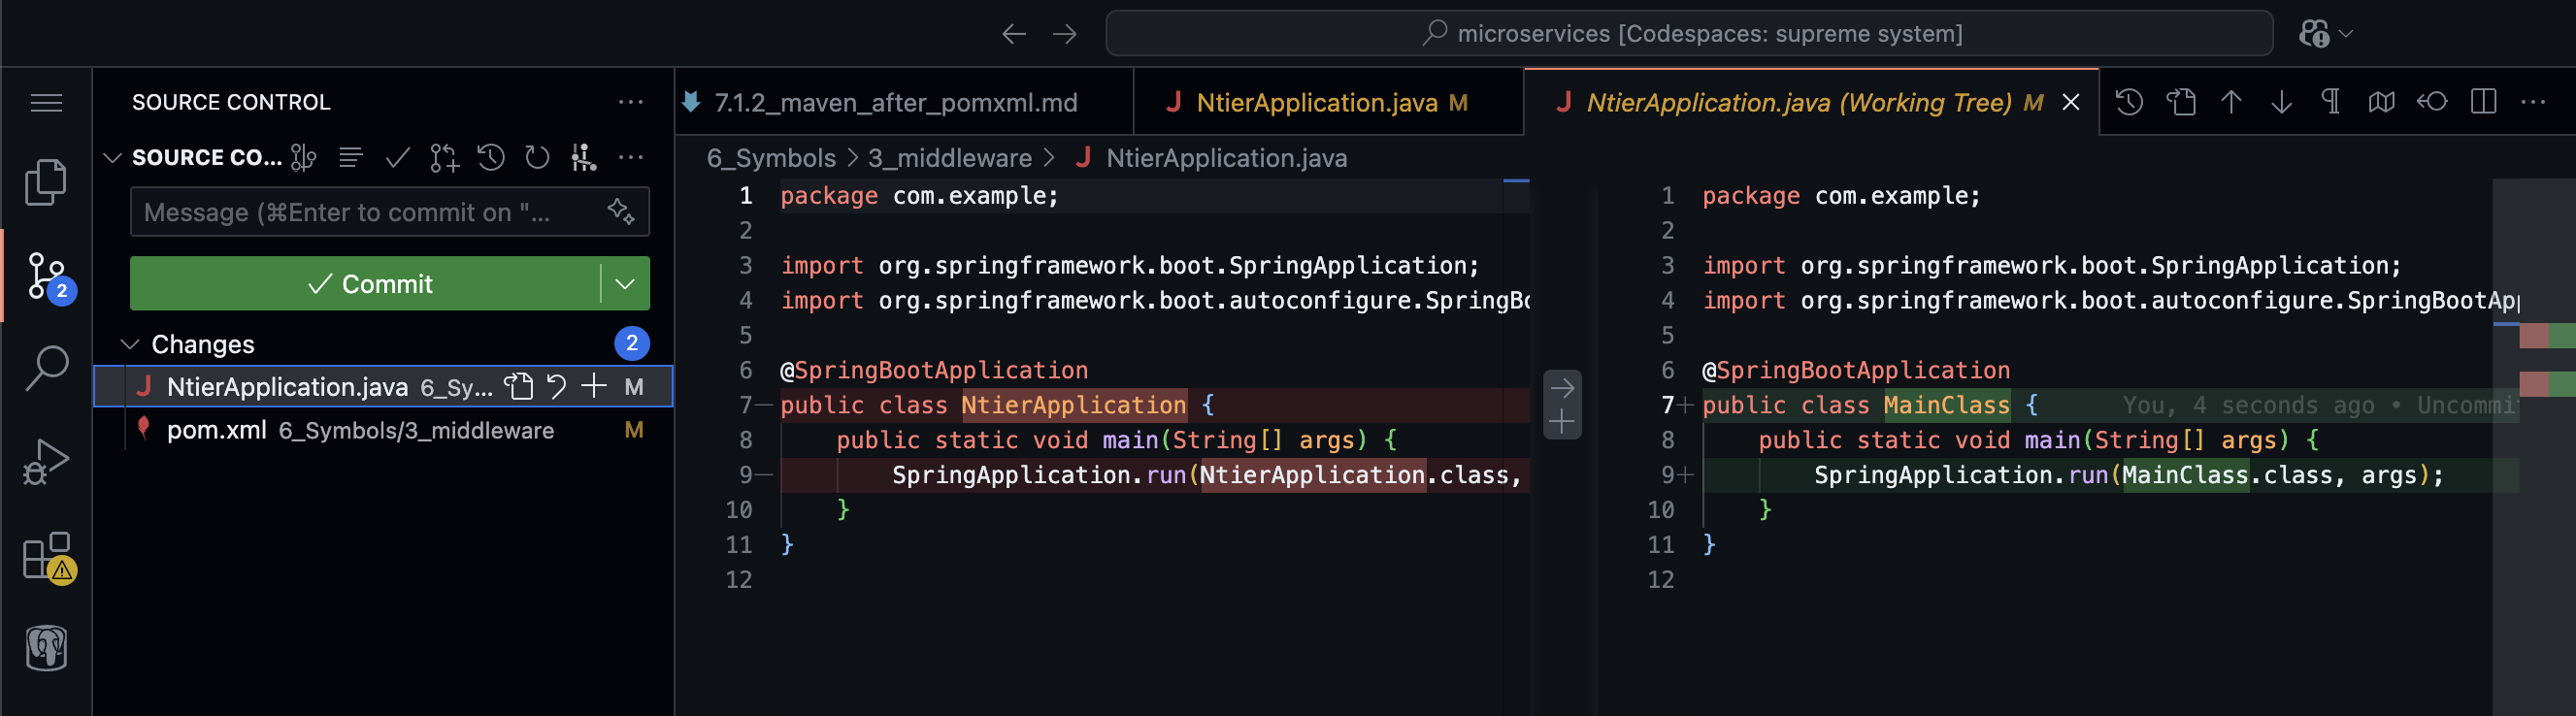 microservices [Codespaces: supreme system]
SOURCE CONTROL
SOURCE CO...
Message (⌘Enter to commit on "...
Commit
2
Changes
2
NtierApplication.java 6_Sy... M
pom.xml 6_Symbols/3_middleware M
7.1.2_maven_after_pomxml.md
NtierApplication.java M
NtierApplication.java (Working Tree) M
6_Symbols > 3_middleware > NtierApplication.java
1 package com.example;
2
3 import org.springframework.boot.SpringApplication;
4 import org.springframework.boot.autoconfigure.SpringBo
5
6 @SpringBootApplication
7— public class NtierApplication {
8 public static void main(String[] args) {
9— SpringApplication.run(NtierApplication.class,
10 }
11 }
12
1 package com.example;
2
3 import org.springframework.boot.SpringApplication;
4 import org.springframework.boot.autoconfigure.SpringBootApp
5
6 @SpringBootApplication
7+ public class MainClass { You, 4 seconds ago • Uncommi
8 public static void main(String[] args) {
9+ SpringApplication.run(MainClass.class, args);
10 }
11 }
12